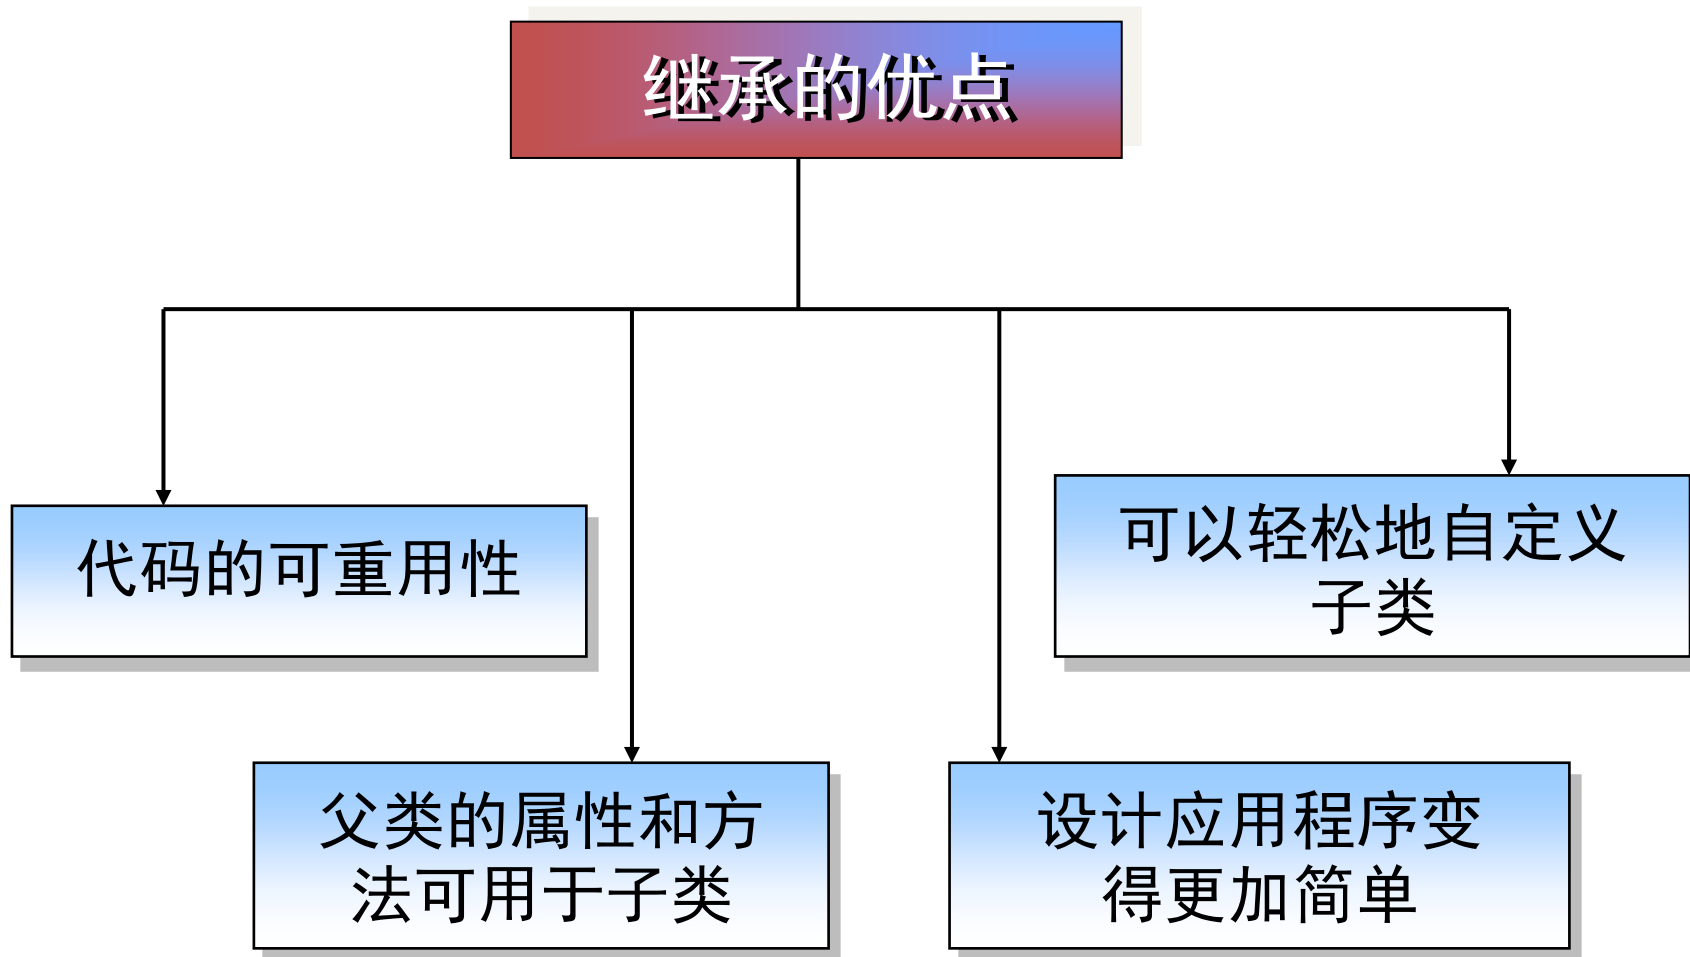 继承的优点
代码的可重用性
可以轻松地自定义
子类
父类的属性和方
法可用于子类
设计应用程序变
得更加简单